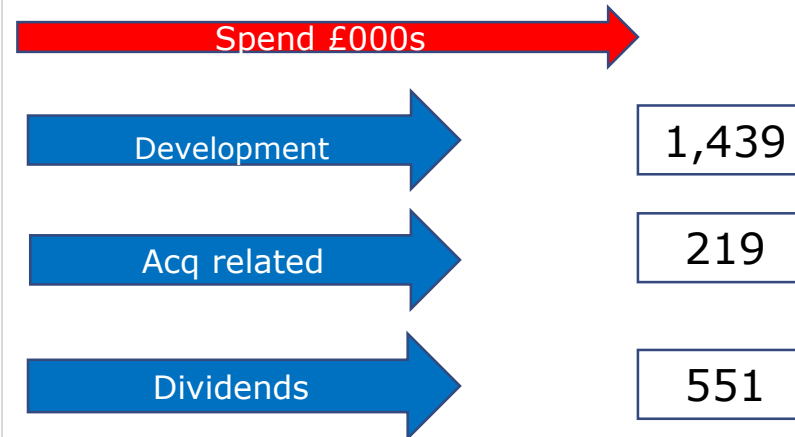 Spend £000s
Development
1,439
Acq related
219
Dividends
551